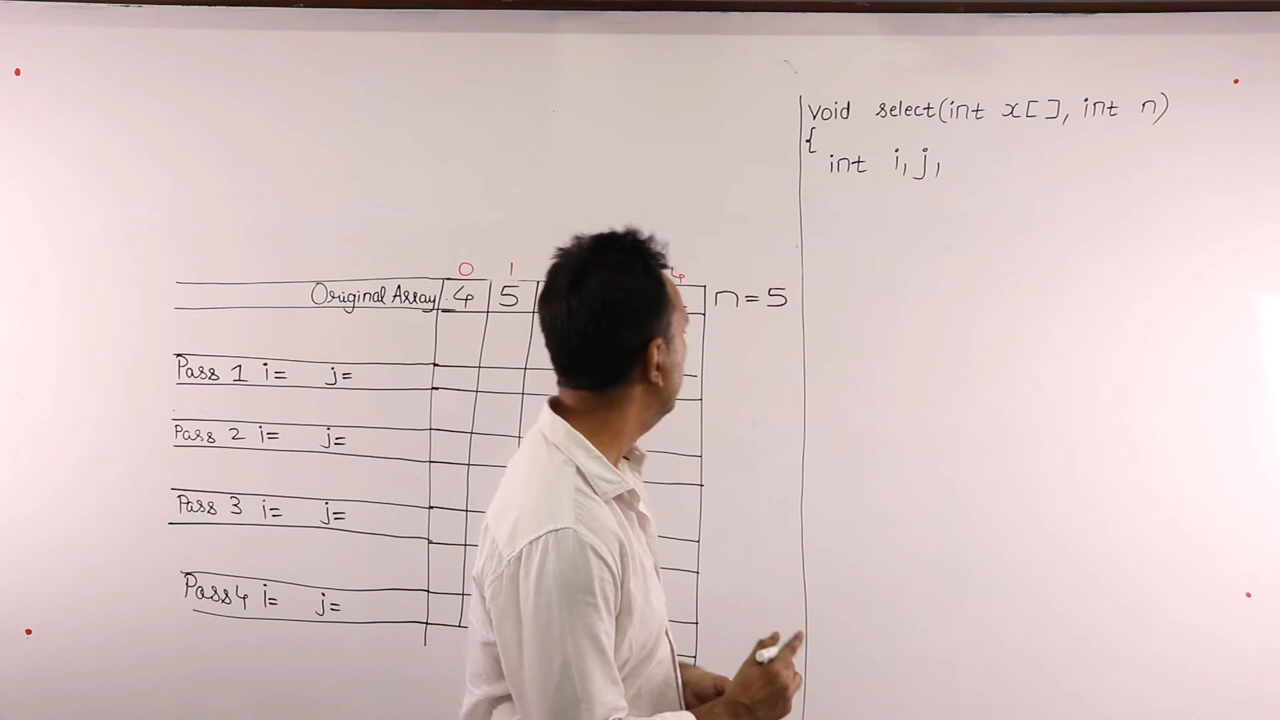 void select(int x[], int n)
{
int i, j,
0 1 4
Original Array 4 5 n = 5
Pass 1 i= j=
Pass 2 i= j=
Pass 3 i= j=
Pass4 i= j=